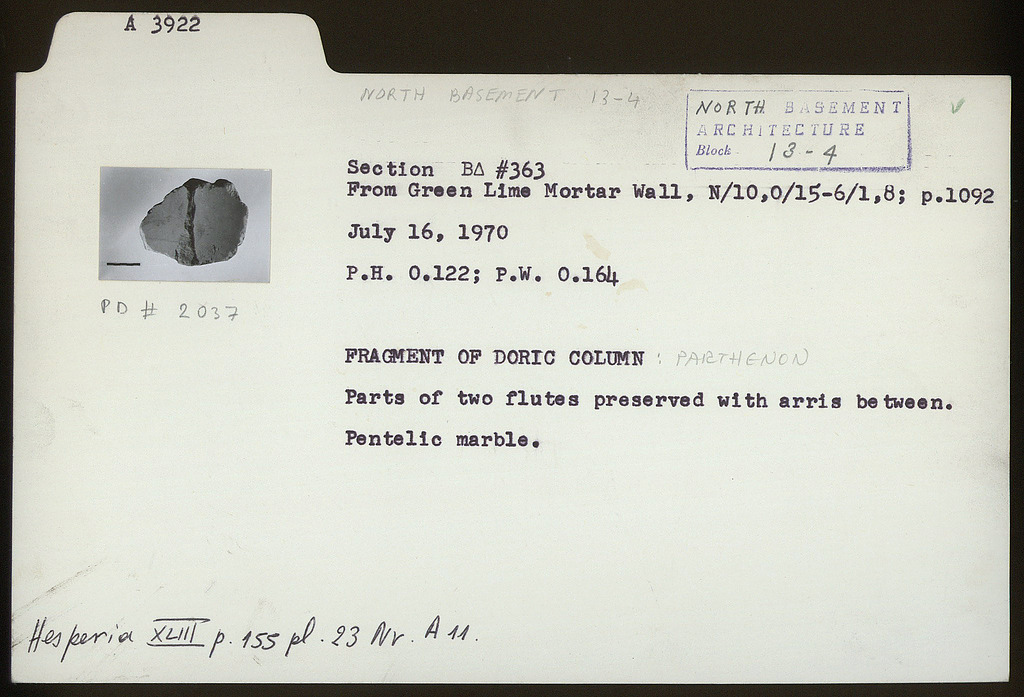 A 3922
NORTH BASEMENT 13-4
NORTH BASEMENT
ARCHITECTURE
Block 13-4
Section BΔ #363
From Green Lime Mortar Wall, N/10,0/15-6/1,8; p.1092
July 16, 1970
P.H. 0.122; P.W. 0.164
PD # 2037
FRAGMENT OF DORIC COLUMN : PARTHENON
Parts of two flutes preserved with arris between.
Pentelic marble.
Hesperia XLIII p. 155 pl. 23 Nr. A 11.